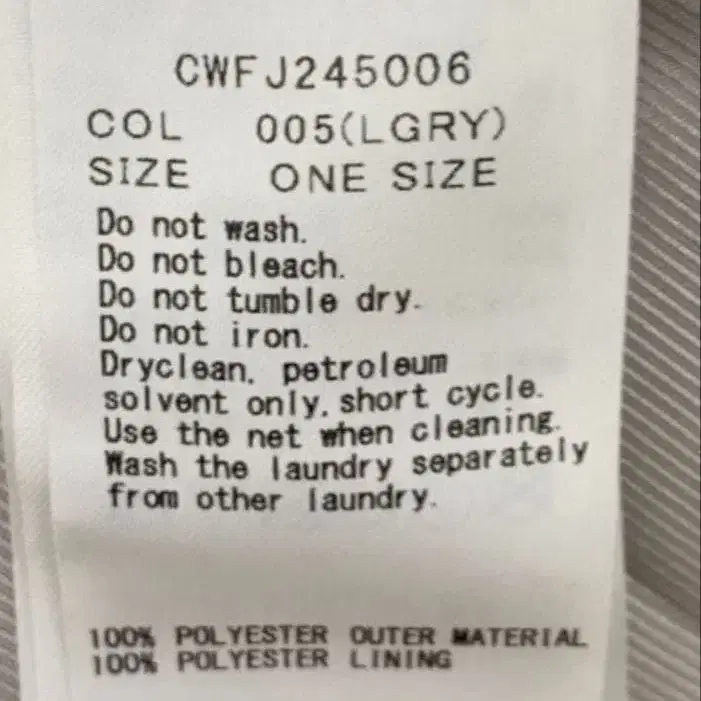 CWFJ245006
COL 005(LGRY)
SIZE ONE SIZE
Do not wash.
Do not bleach.
Do not tumble dry.
Do not iron.
Dryclean, petroleum
solvent only, short cycle.
Use the net when cleaning.
Wash the laundry separately
from other laundry.
100% POLYESTER OUTER MATERIAL
100% POLYESTER LINING